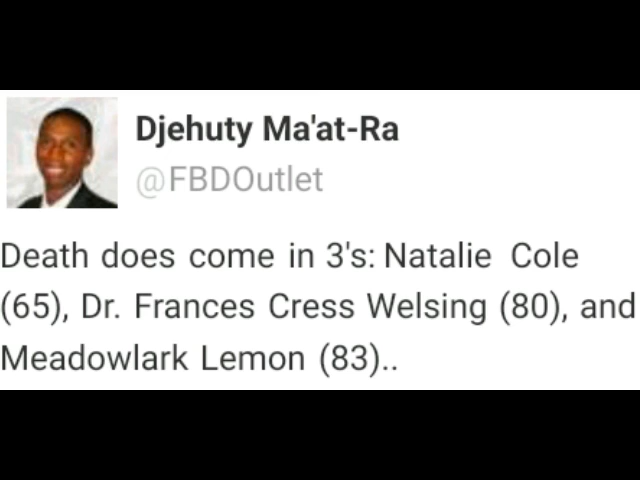 Djehuty Ma'at-Ra
@FBDOutlet
Death does come in 3's: Natalie Cole
(65), Dr. Frances Cress Welsing (80), and
Meadowlark Lemon (83)..